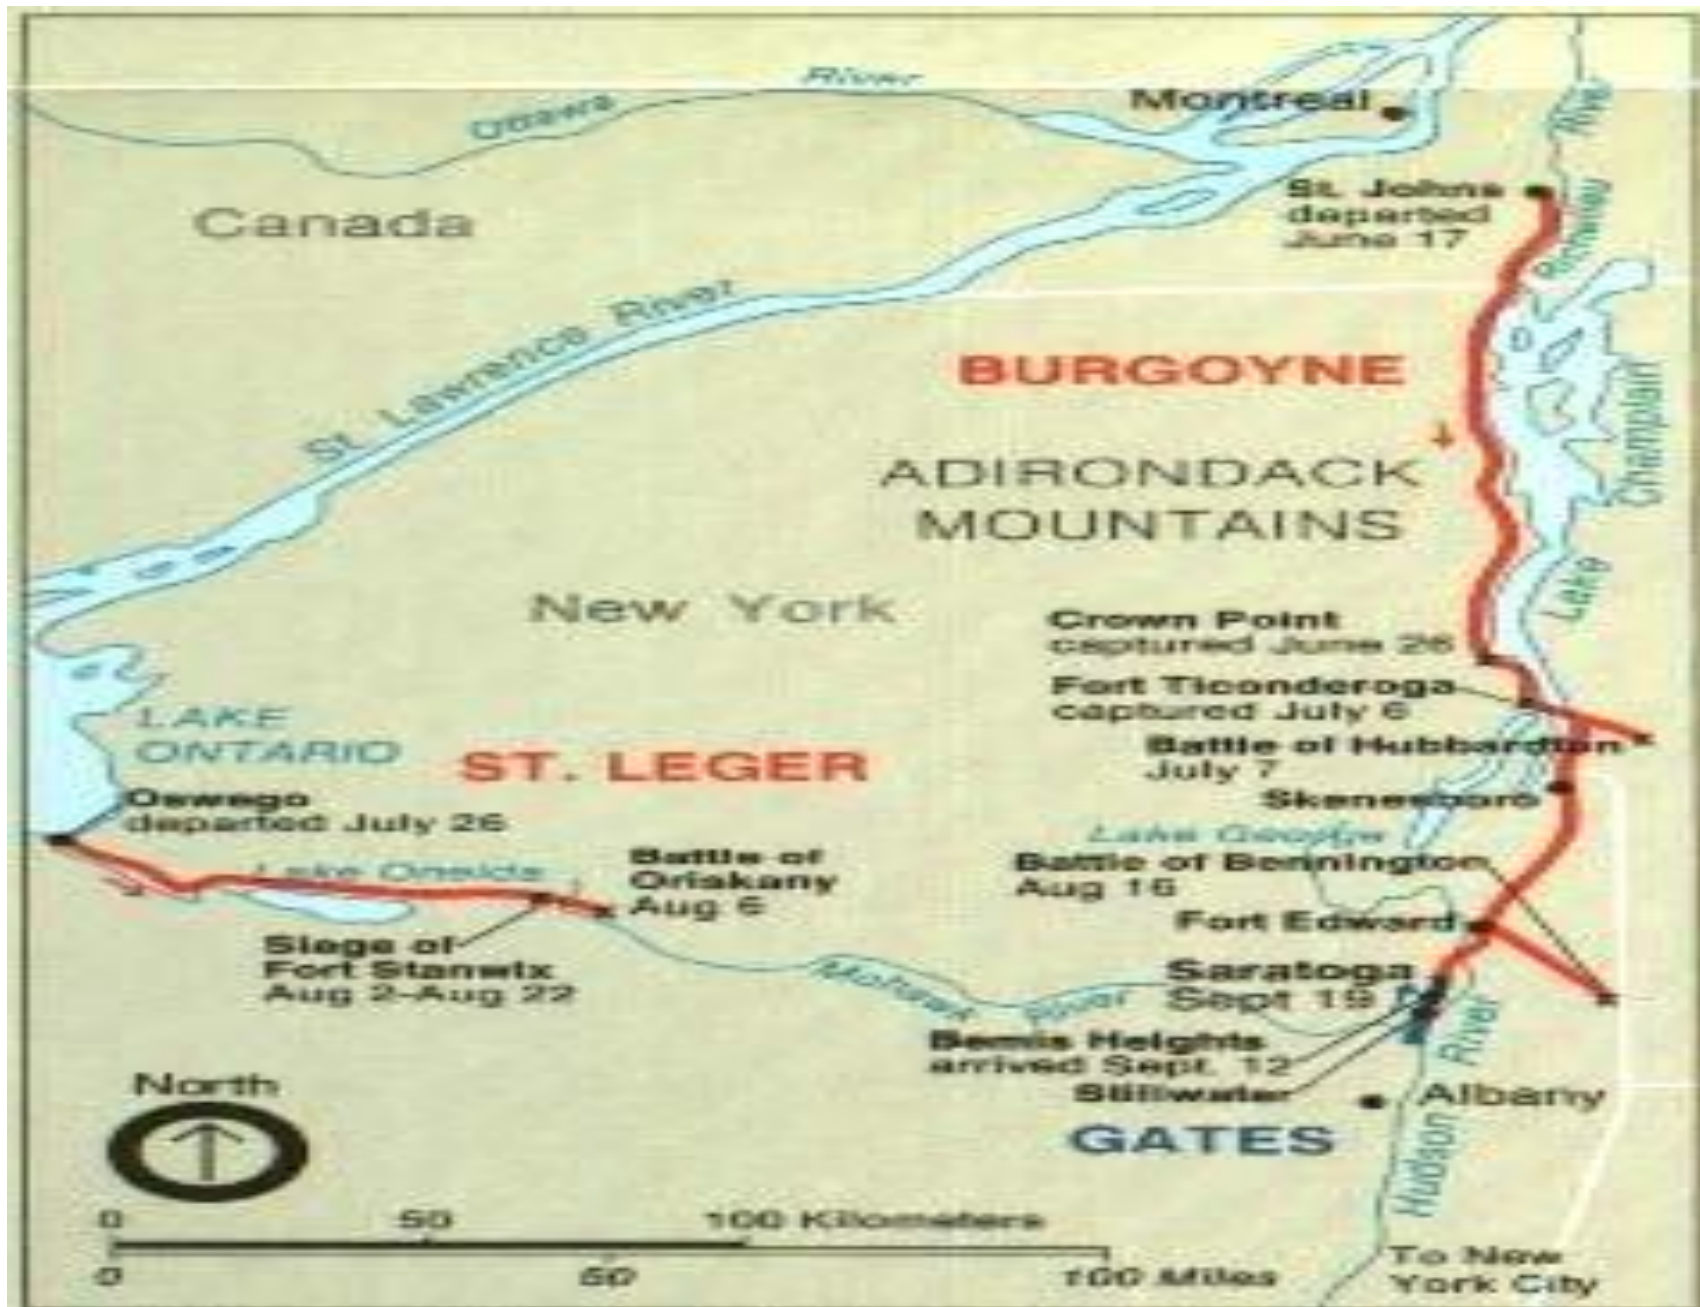 Ottawa River
Montreal
River
St. Johns
departed
June 17
Canada
St. Lawrence River
BURGOYNE
Champlain
ADIRONDACK
MOUNTAINS
Lake
New York
Crown Point
captured June 26
Fort Ticonderoga
captured July 6
LAKE
ONTARIO
Battle of Hubbardton
July 7
ST. LEGER
Skenesboro
Oswego
departed July 26
Lake George
Lake Oneida
Battle of
Oriskany
Aug 6
Battle of Bennington
Aug 16
Fort Edward
Siege of
Fort Stanwix
Aug 2-Aug 22
Mohawk River
Saratoga
Sept 19
Bemis Heights
arrived Sept. 12
Stillwater
Hudson River
Albany
GATES
North
0 50 100 Kilometers
0 50 100 Miles
To New
York City